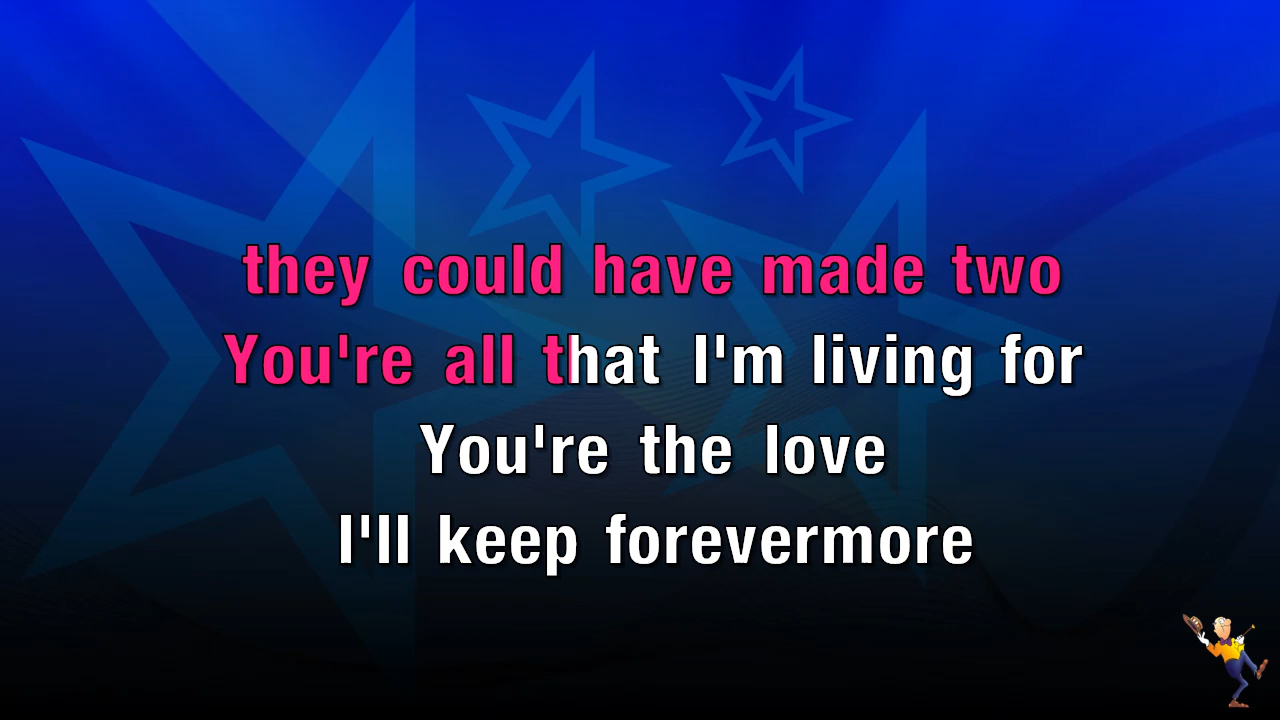 they could have made two
You're all that I'm living for
You're the love
I'll keep forevermore